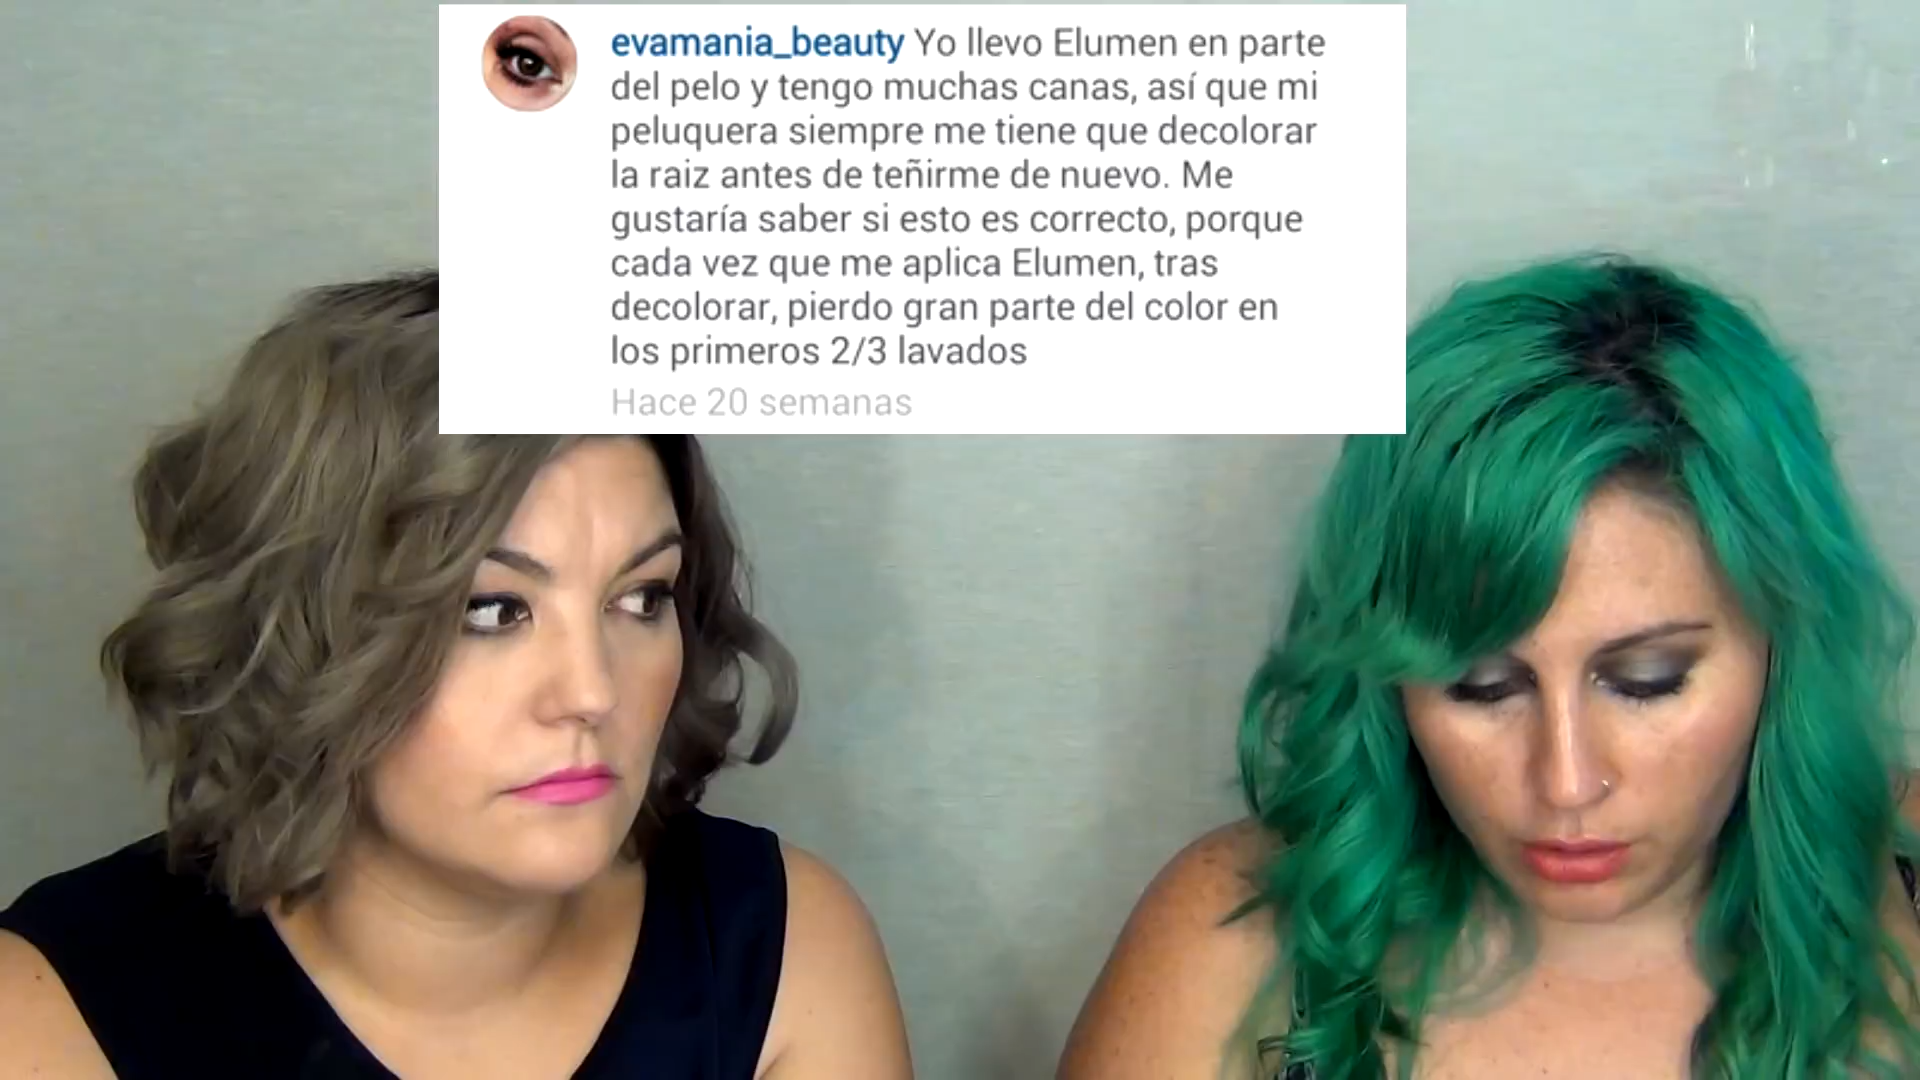 evamania_beauty Yo llevo Elumen en parte
del pelo y tengo muchas canas, así que mi
peluquera siempre me tiene que decolorar
la raiz antes de teñirme de nuevo. Me
gustaría saber si esto es correcto, porque
cada vez que me aplica Elumen, tras
decolorar, pierdo gran parte del color en
los primeros 2/3 lavados
Hace 20 semanas